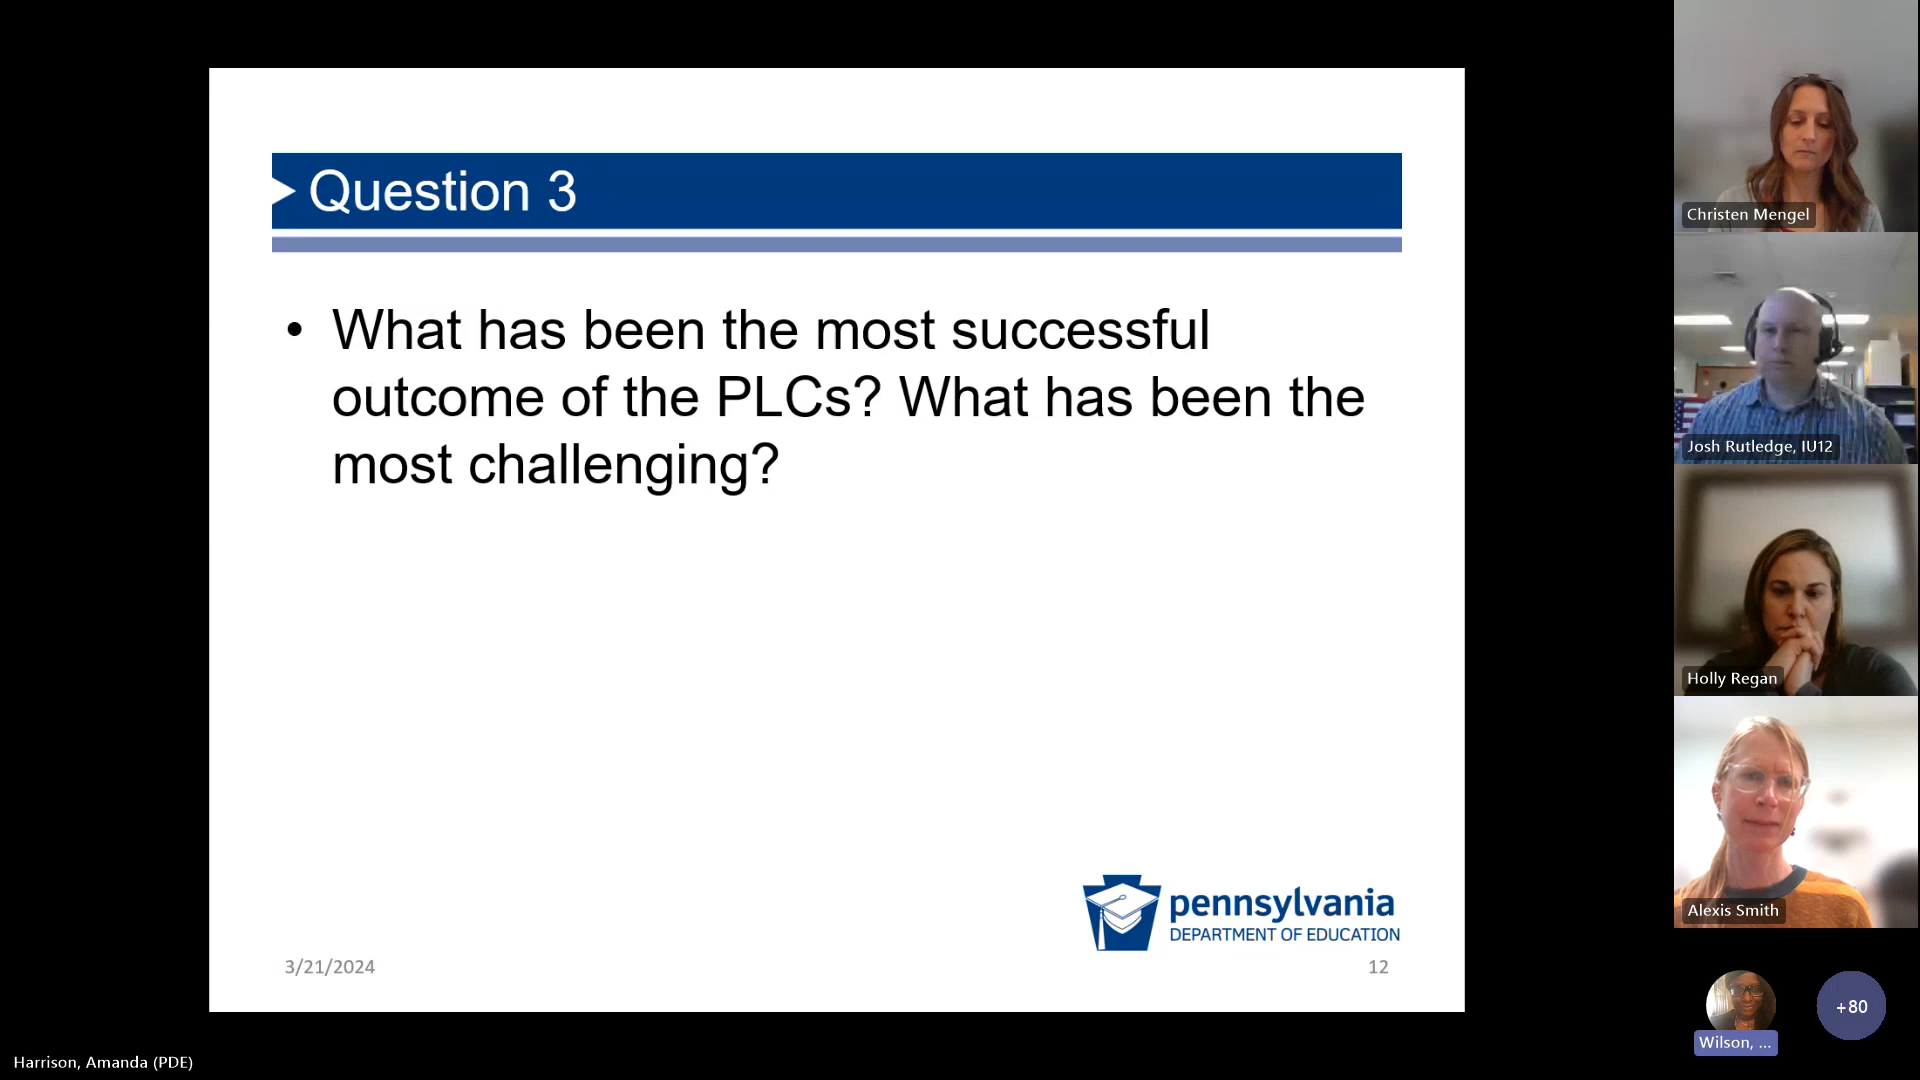 Question 3
• What has been the most successful
outcome of the PLCs? What has been the
most challenging?
pennsylvania
DEPARTMENT OF EDUCATION
3/21/2024
12
Christen Mengel
Josh Rutledge, IU12
Holly Regan
Alexis Smith
Wilson, ...
+80
Harrison, Amanda (PDE)